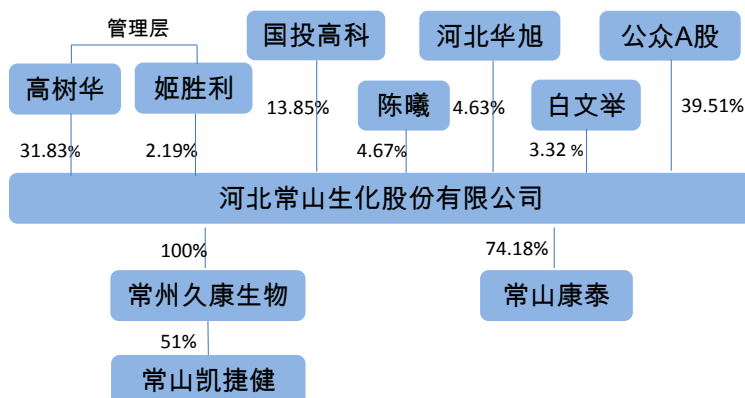 管理层
国投高科
河北华旭
公众A股
高树华
姬胜利
陈曦
白文举
31.83%
2.19%
13.85%
4.67%
4.63%
3.32 %
39.51%
河北常山生化股份有限公司
100%
74.18%
常州久康生物
常山康泰
51%
常山凯捷健